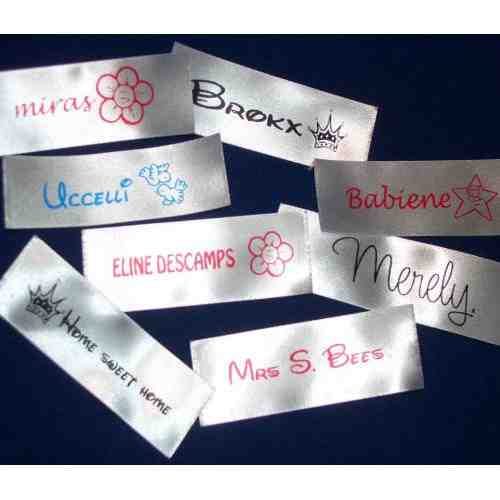 miras
Brokx
Uccelli
Babiene
ELINE DESCAMPS
Merely.
Home sweet home
Mrs S. Bees